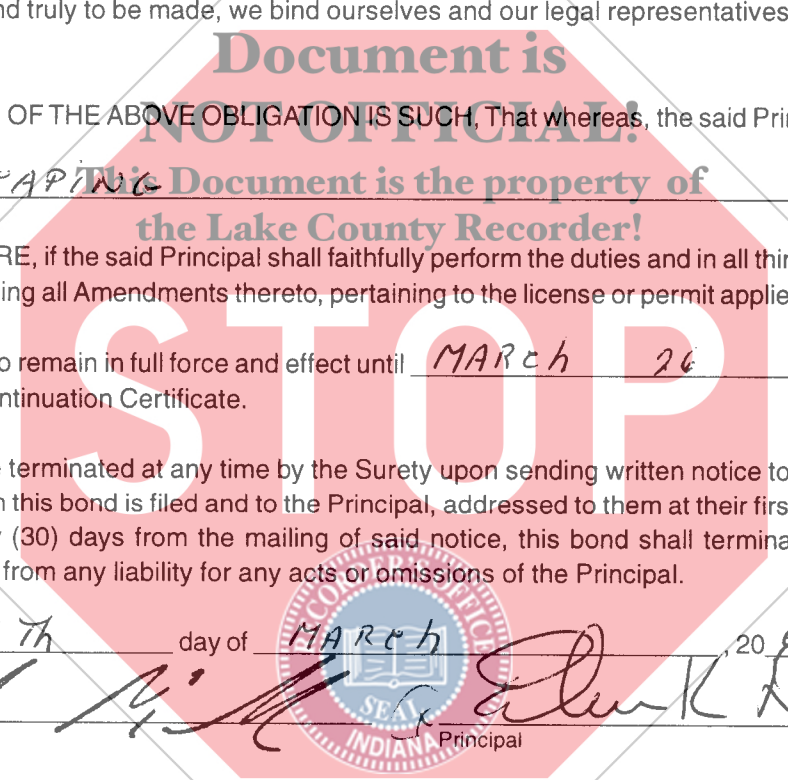 nd truly to be made, we bind ourselves and our legal representatives
Document is
OF THE ABOVE OBLIGATION IS SUCH, That whereas, the said Prin
NOT OFFICIAL!
APING
This Document is the property of
the Lake County Recorder!
RE, if the said Principal shall faithfully perform the duties and in all thin
ing all Amendments thereto, pertaining to the license or permit applie
STOP
o remain in full force and effect until MARch 26
ntinuation Certificate.
e terminated at any time by the Surety upon sending written notice to
n this bond is filed and to the Principal, addressed to them at their firs
y (30) days from the mailing of said notice, this bond shall termina
from any liability for any acts or omissions of the Principal.
Th day of MARch , 20
RECORDER'S OFFICE
SEAL
INDIANA
Principal